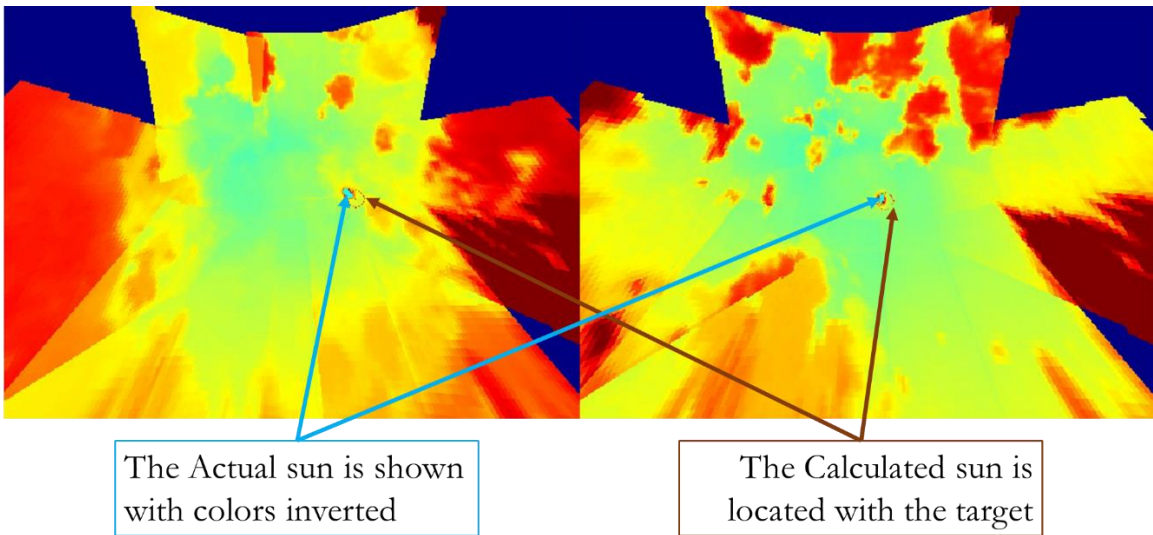 The Actual sun is shown
with colors inverted
The Calculated sun is
located with the target